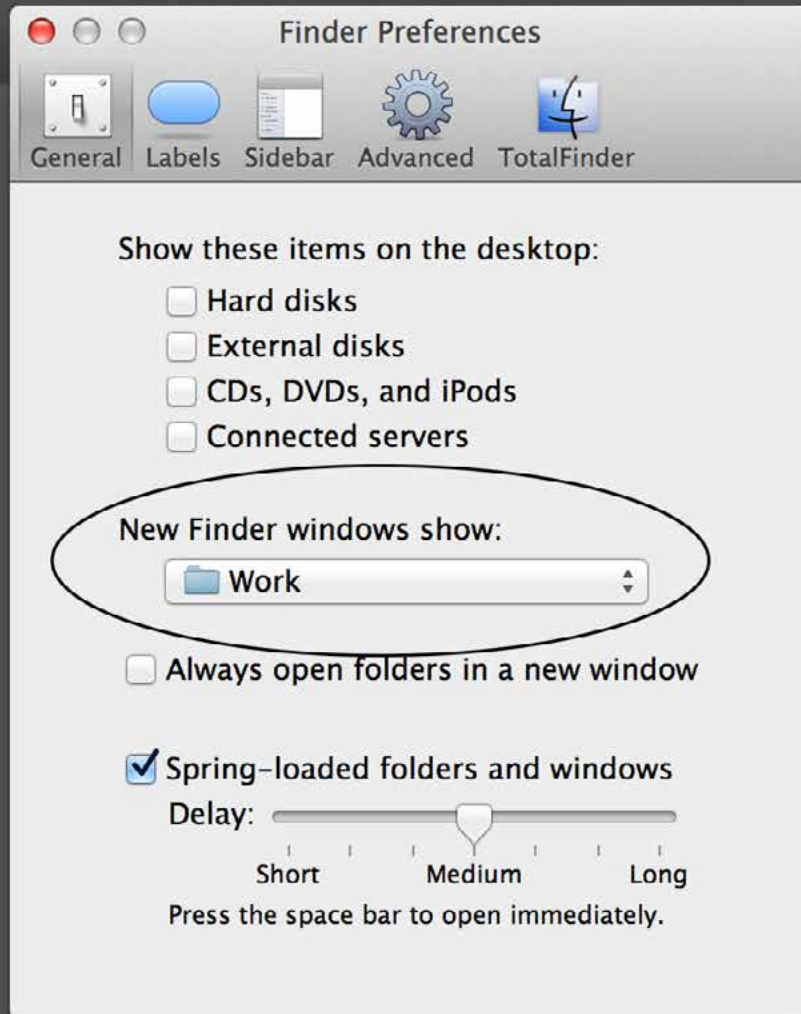 Finder Preferences
General Labels Sidebar Advanced TotalFinder
Show these items on the desktop:
Hard disks
External disks
CDs, DVDs, and iPods
Connected servers
New Finder windows show:
Work
Always open folders in a new window
Spring-loaded folders and windows
Delay:
Short Medium Long
Press the space bar to open immediately.